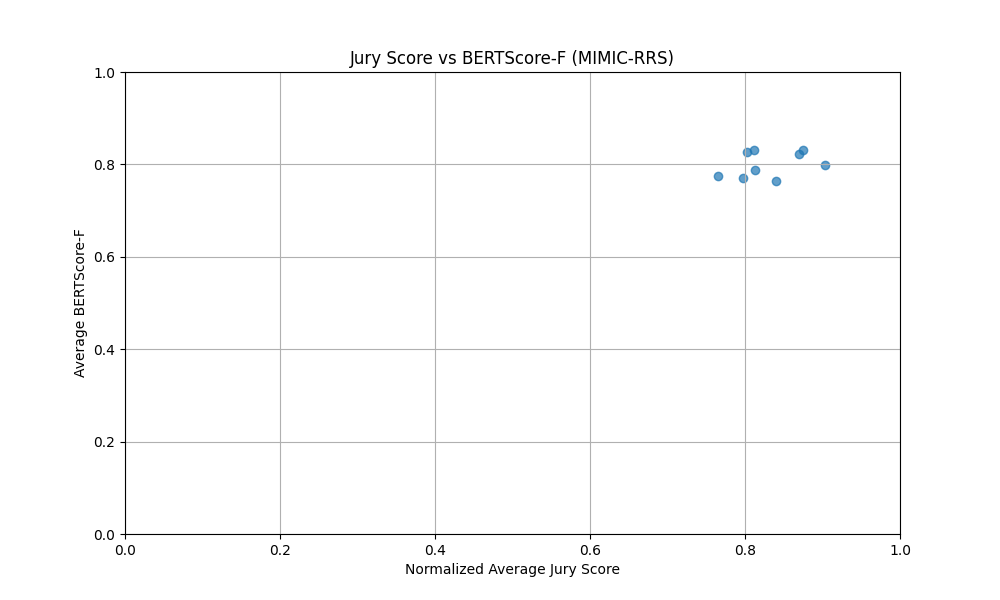 Jury Score vs BERTScore-F (MIMIC-RRS)
1.0
0.8
0.6
0.4
0.2
0.0
Average BERTScore-F
0.0 0.2 0.4 0.6 0.8 1.0
Normalized Average Jury Score